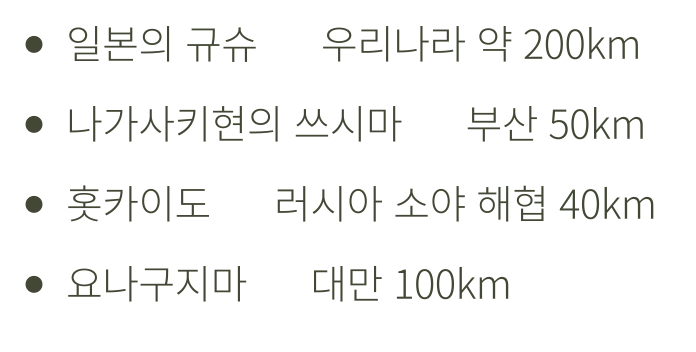 ● 일본의 규슈 우리나라 약 200km
● 나가사키현의 쓰시마 부산 50km
● 홋카이도 러시아 소야 해협 40km
● 요나구지마 대만 100km